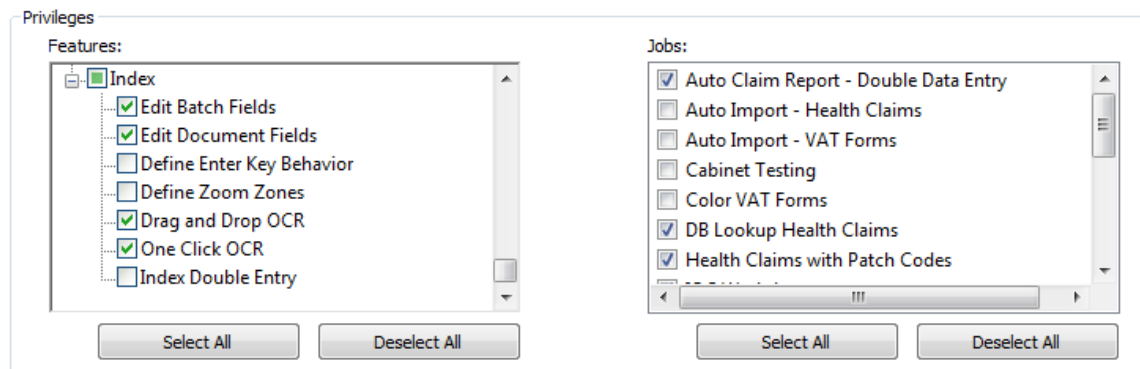 Privileges
Features:
Index
Edit Batch Fields
Edit Document Fields
Define Enter Key Behavior
Define Zoom Zones
Drag and Drop OCR
One Click OCR
Index Double Entry
Select All
Deselect All
Jobs:
Auto Claim Report - Double Data Entry
Auto Import - Health Claims
Auto Import - VAT Forms
Cabinet Testing
Color VAT Forms
DB Lookup Health Claims
Health Claims with Patch Codes
Select All
Deselect All